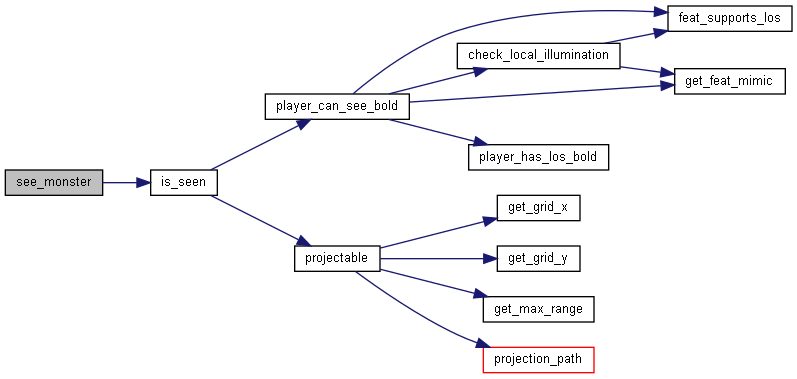 feat_supports_los
check_local_illumination
get_feat_mimic
player_can_see_bold
player_has_los_bold
see_monster
is_seen
get_grid_x
projectable
get_grid_y
get_max_range
projection_path